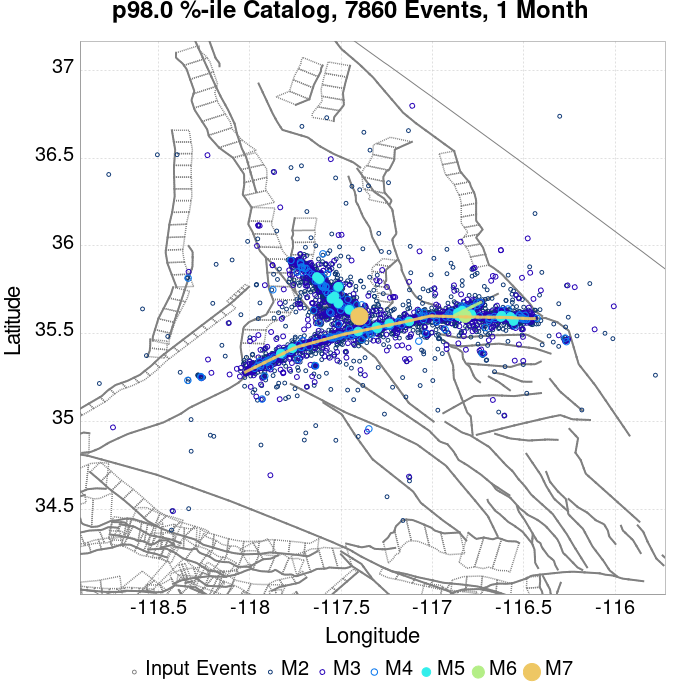 p98.0 %-ile Catalog, 7860 Events, 1 Month
37
36.5
36
35.5
35
34.5
Latitude
-118.5 -118 -117.5 -117 -116.5 -116
Longitude
Input Events M2 M3 M4 M5 M6 M7